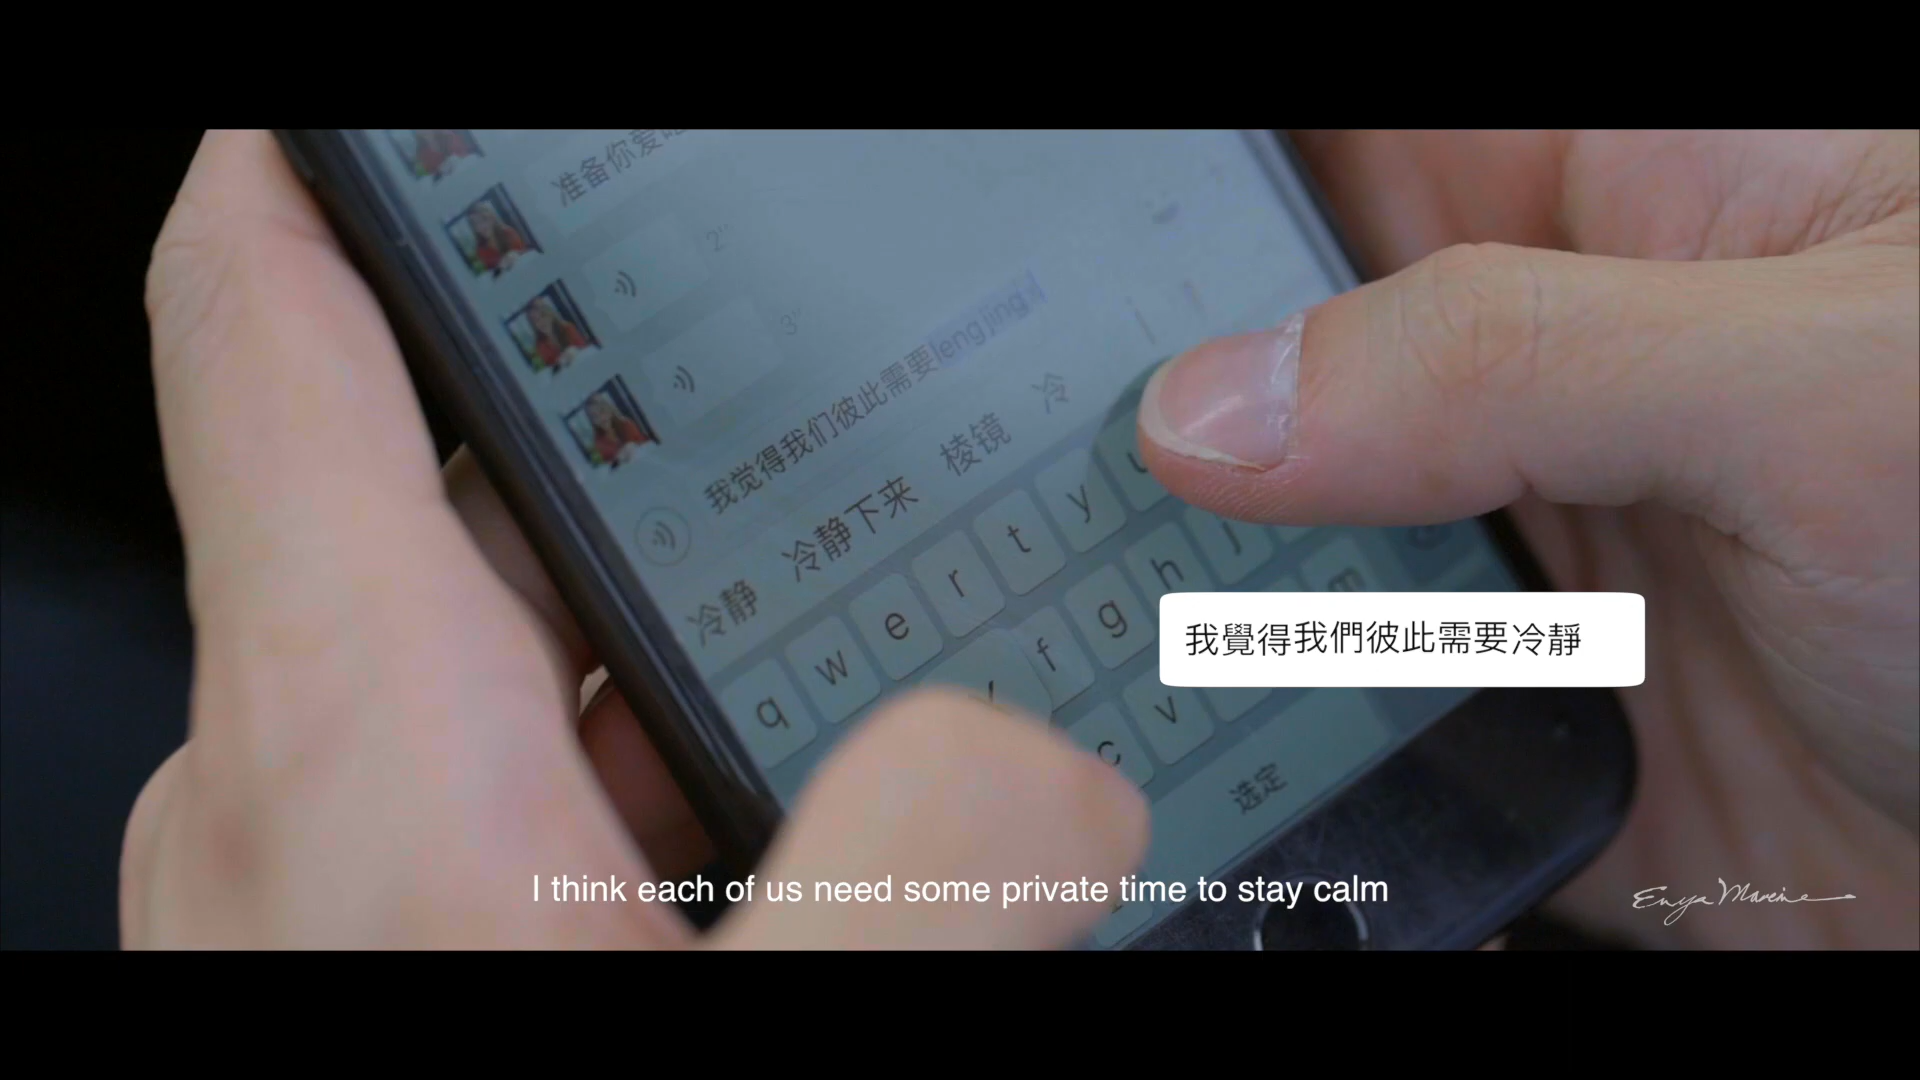 准备你爱吃
2"
3"
我觉得我们彼此需要leng jing
冷静 冷静下来 棱镜 冷
q w e r t y u
f g h j
c v m
选定
我覺得我們彼此需要冷靜
I think each of us need some private time to stay calm
Enya Mareine